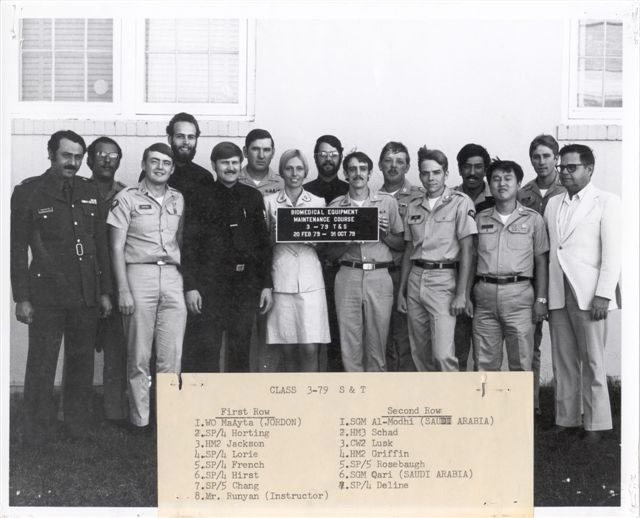 BIOMEDICAL EQUIPMENT
MAINTENANCE COURSE
3 - 79 T & S
20 FEB 79 - 31 OCT 79
CLASS 3-79 S & T
First Row
1.WO MaAyta (JORDON)
2.SP/4 Horting
3.HM2 Jackmon
4.SP/4 Lorie
5.SP/4 French
6.SP/4 Hirst
7.SP/5 Chang
8.Mr. Runyan (Instructor)
Second Row
1.SGM Al-Modhi (SAUDI ARABIA)
2.HM3 Schad
3.CW2 Lusk
4.HM2 Griffin
5.SP/5 Rosebaugh
6.SGM Qari (SAUDI ARABIA)
7.SP/4 Deline